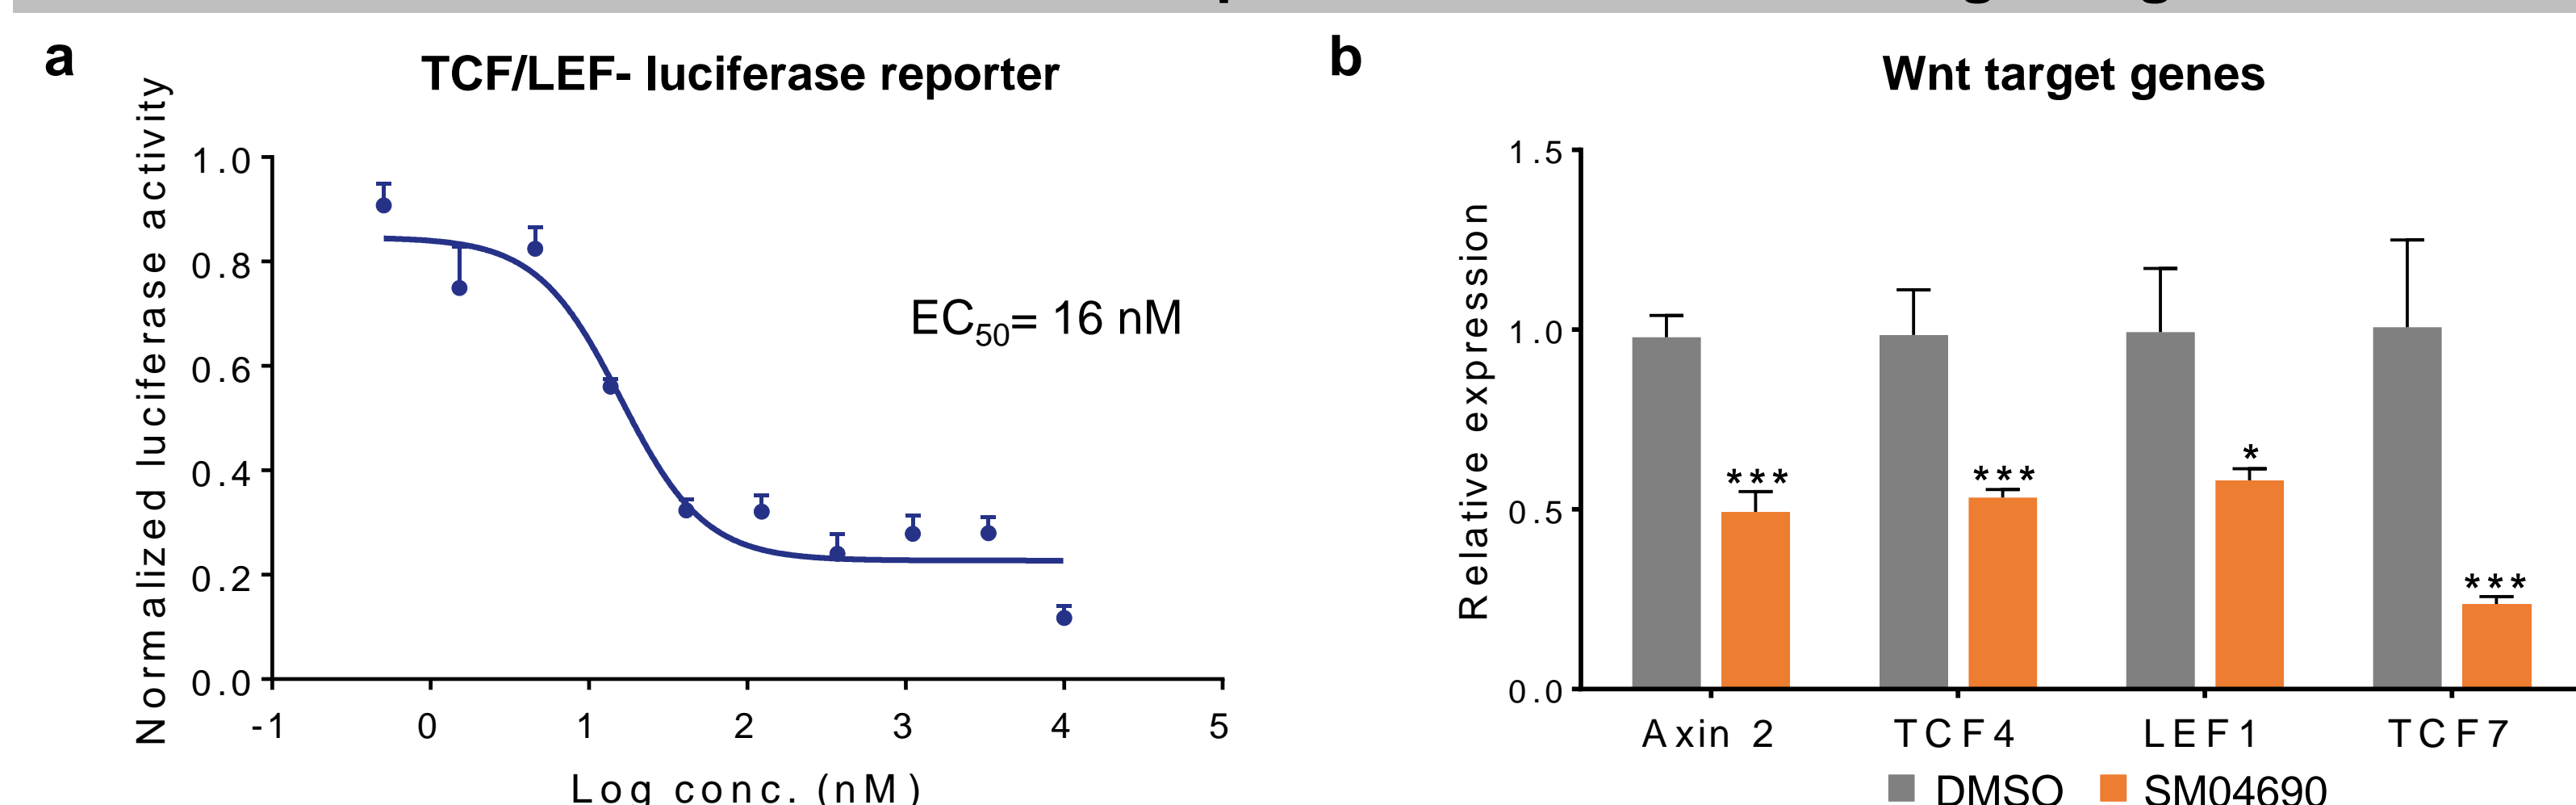 a
TCF/LEF- luciferase reporter
Normalized luciferase activity
1.0
0.8
0.6
0.4
0.2
0.0
EC50= 16 nM
-1 0 1 2 3 4 5
Log conc. (nM)
b
Wnt target genes
Relative expression
1.5
1.0
0.5
0.0
*** *** * ***
Axin 2 TCF4 LEF1 TCF7
DMSO SM04690